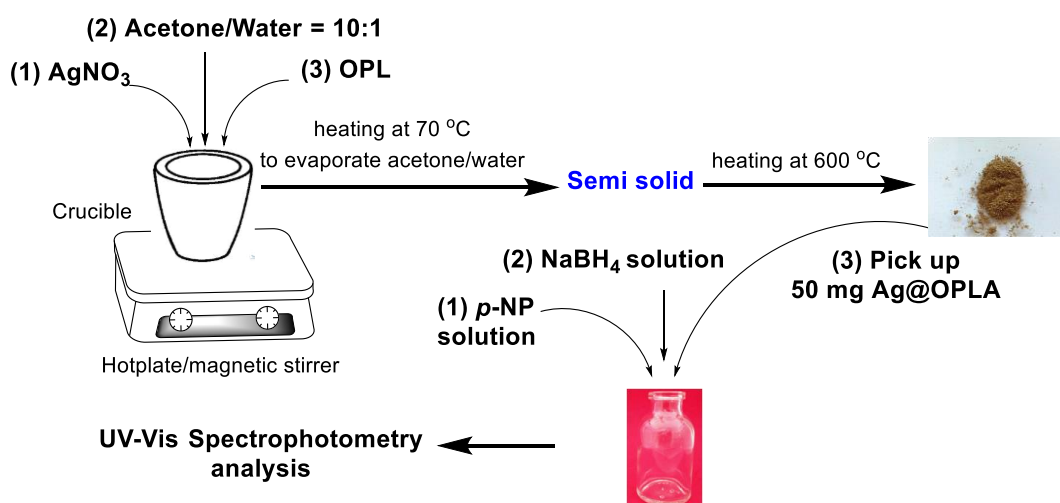 (2) Acetone/Water = 10:1
(1) AgNO₃
(3) OPL
heating at 70 ºC
to evaporate acetone/water
Semi solid
heating at 600 ºC
Crucible
Hotplate/magnetic stirrer
(2) NaBH₄ solution
(3) Pick up
50 mg Ag@OPLA
(1) p-NP
solution
UV-Vis Spectrophotometry
analysis